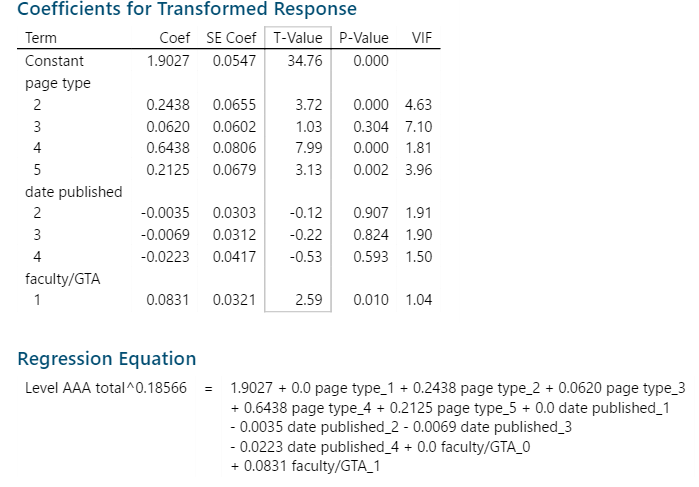 Coefficients for Transformed Response
Term Coef SE Coef T-Value P-Value VIF
Constant 1.9027 0.0547 34.76 0.000
page type
2 0.2438 0.0655 3.72 0.000 4.63
3 0.0620 0.0602 1.03 0.304 7.10
4 0.6438 0.0806 7.99 0.000 1.81
5 0.2125 0.0679 3.13 0.002 3.96
date published
2 -0.0035 0.0303 -0.12 0.907 1.91
3 -0.0069 0.0312 -0.22 0.824 1.90
4 -0.0223 0.0417 -0.53 0.593 1.50
faculty/GTA
1 0.0831 0.0321 2.59 0.010 1.04
Regression Equation
Level AAA total^0.18566 = 1.9027 + 0.0 page type_1 + 0.2438 page type_2 + 0.0620 page type_3
+ 0.6438 page type_4 + 0.2125 page type_5 + 0.0 date published_1
- 0.0035 date published_2 - 0.0069 date published_3
- 0.0223 date published_4 + 0.0 faculty/GTA_0
+ 0.0831 faculty/GTA_1